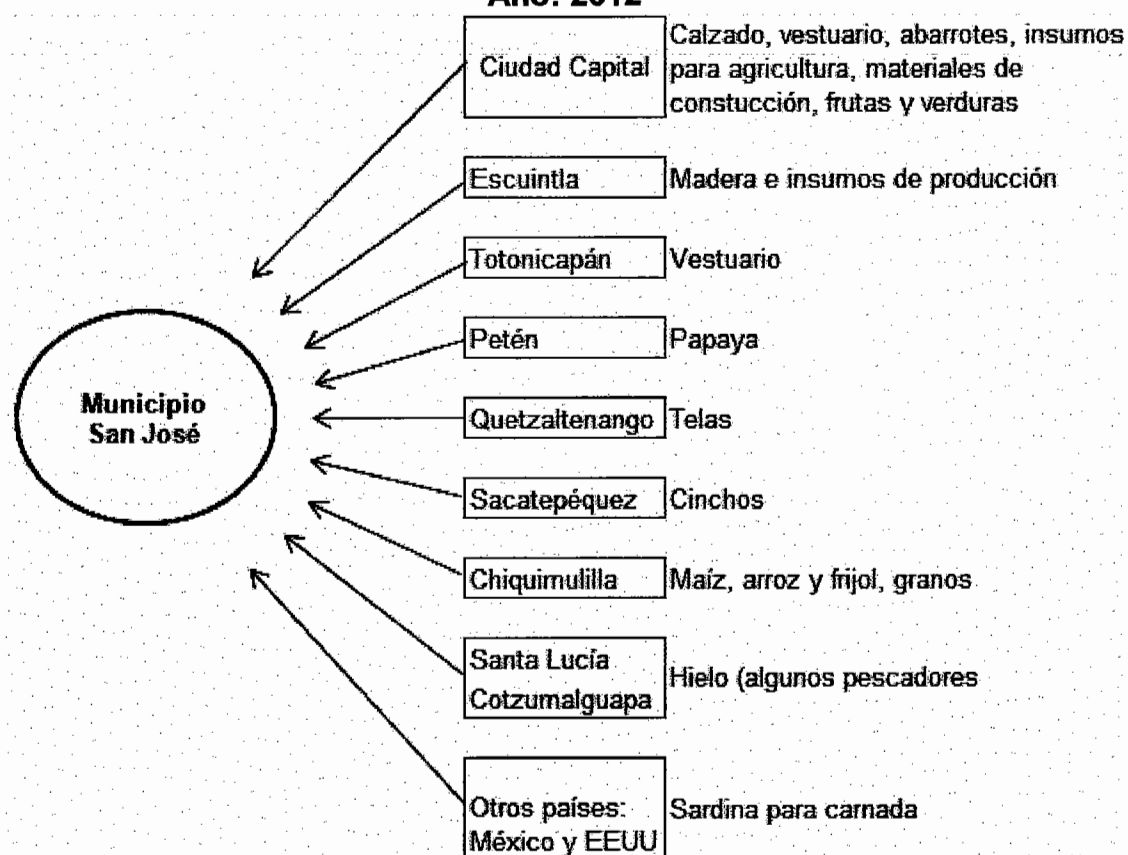 Año: 2012
Ciudad Capital
Calzado, vestuario, abarrotes, insumos
para agricultura, materiales de
constucción, frutas y verduras
Escuintla
Madera e insumos de producción
Totonicapán
Vestuario
Petén
Papaya
Municipio
San José
Quetzaltenango
Telas
Sacatepéquez
Cinchos
Chiquimulilla
Maíz, arroz y frijol, granos
Santa Lucía
Cotzumalguapa
Hielo (algunos pescadores
Otros países:
México y EEUU
Sardina para carnada